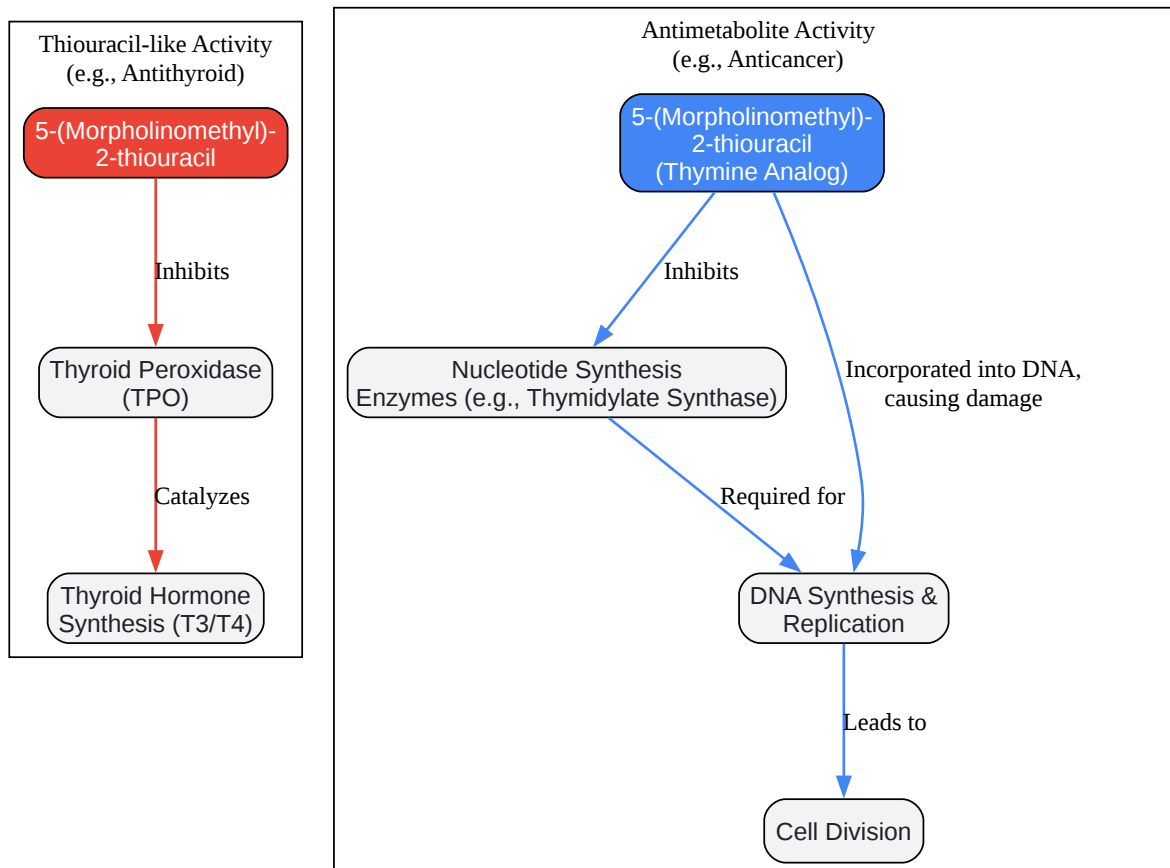 Thiouracil-like Activity
(e.g., Antithyroid)
5-(Morpholinomethyl)-
2-thiouracil
Inhibits
Thyroid Peroxidase
(TPO)
Catalyzes
Thyroid Hormone
Synthesis (T3/T4)
Antimetabolite Activity
(e.g., Anticancer)
5-(Morpholinomethyl)-
2-thiouracil
(Thymine Analog)
Inhibits
Nucleotide Synthesis
Enzymes (e.g., Thymidylate Synthase)
Incorporated into DNA,
causing damage
Required for
DNA Synthesis &
Replication
Leads to
Cell Division